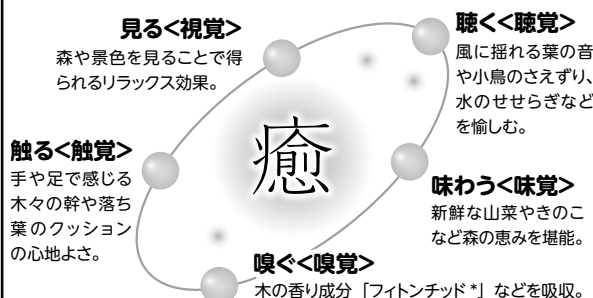 見る<視覚>
森や景色を見ることで得
られるリラックス効果。
聴く<聴覚>
風に揺れる葉の音
や小鳥のさえずり、
水のせせらぎなど
を愉しむ。
癒
触る<触覚>
手や足で感じる
木々の幹や落ち
葉のクッション
の心地よさ。
味わう<味覚>
新鮮な山菜やきのこ
など森の恵みを堪能。
嗅ぐ<嗅覚>
木の香り成分「フィトンチッド*」などを吸収。